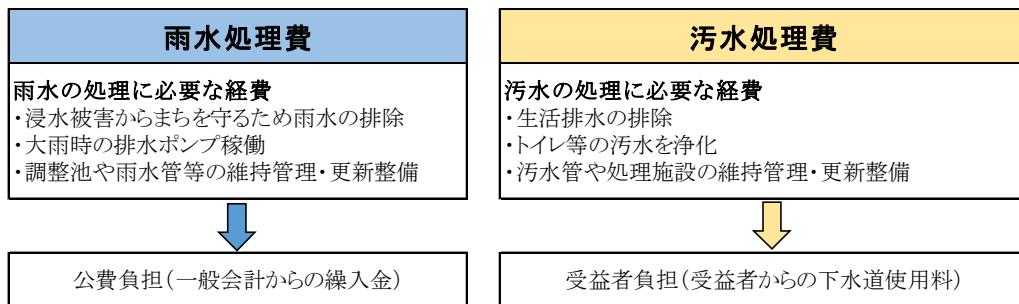 雨水処理費
雨水の処理に必要な経費
・浸水被害からまちを守るため雨水の排除
・大雨時の排水ポンプ稼働
・調整池や雨水管等の維持管理・更新整備
公費負担（一般会計からの繰入金）
汚水処理費
汚水の処理に必要な経費
・生活排水の排除
・トイレ等の汚水を浄化
・汚水管や処理施設の維持管理・更新整備
受益者負担（受益者からの下水道使用料）